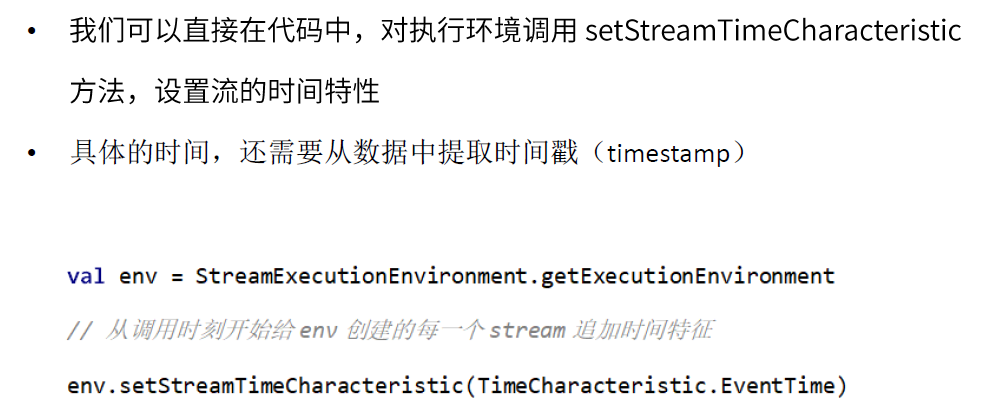 • 我们可以直接在代码中，对执行环境调用 setStreamTimeCharacteristic
方法，设置流的时间特性
• 具体的时间，还需要从数据中提取时间戳（timestamp）
val env = StreamExecutionEnvironment.getExecutionEnvironment
// 从调用时刻开始给 env 创建的每一个 stream 追加时间特征
env.setStreamTimeCharacteristic(TimeCharacteristic.EventTime)